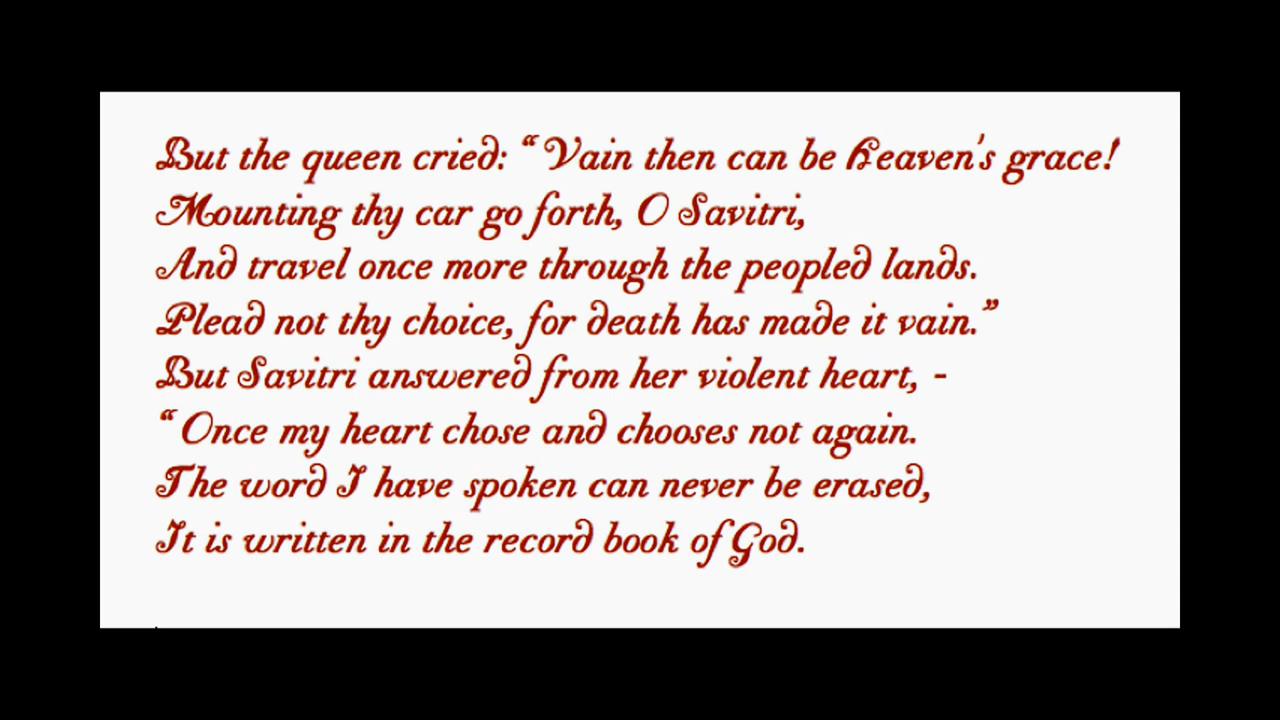 But the queen cried: “Vain then can be Heaven's grace!
Mounting thy car go forth, O Savitri,
And travel once more through the peopled lands.
Plead not thy choice, for death has made it vain.”
But Savitri answered from her violent heart, -
“Once my heart chose and chooses not again.
The word I have spoken can never be erased,
It is written in the record book of God.